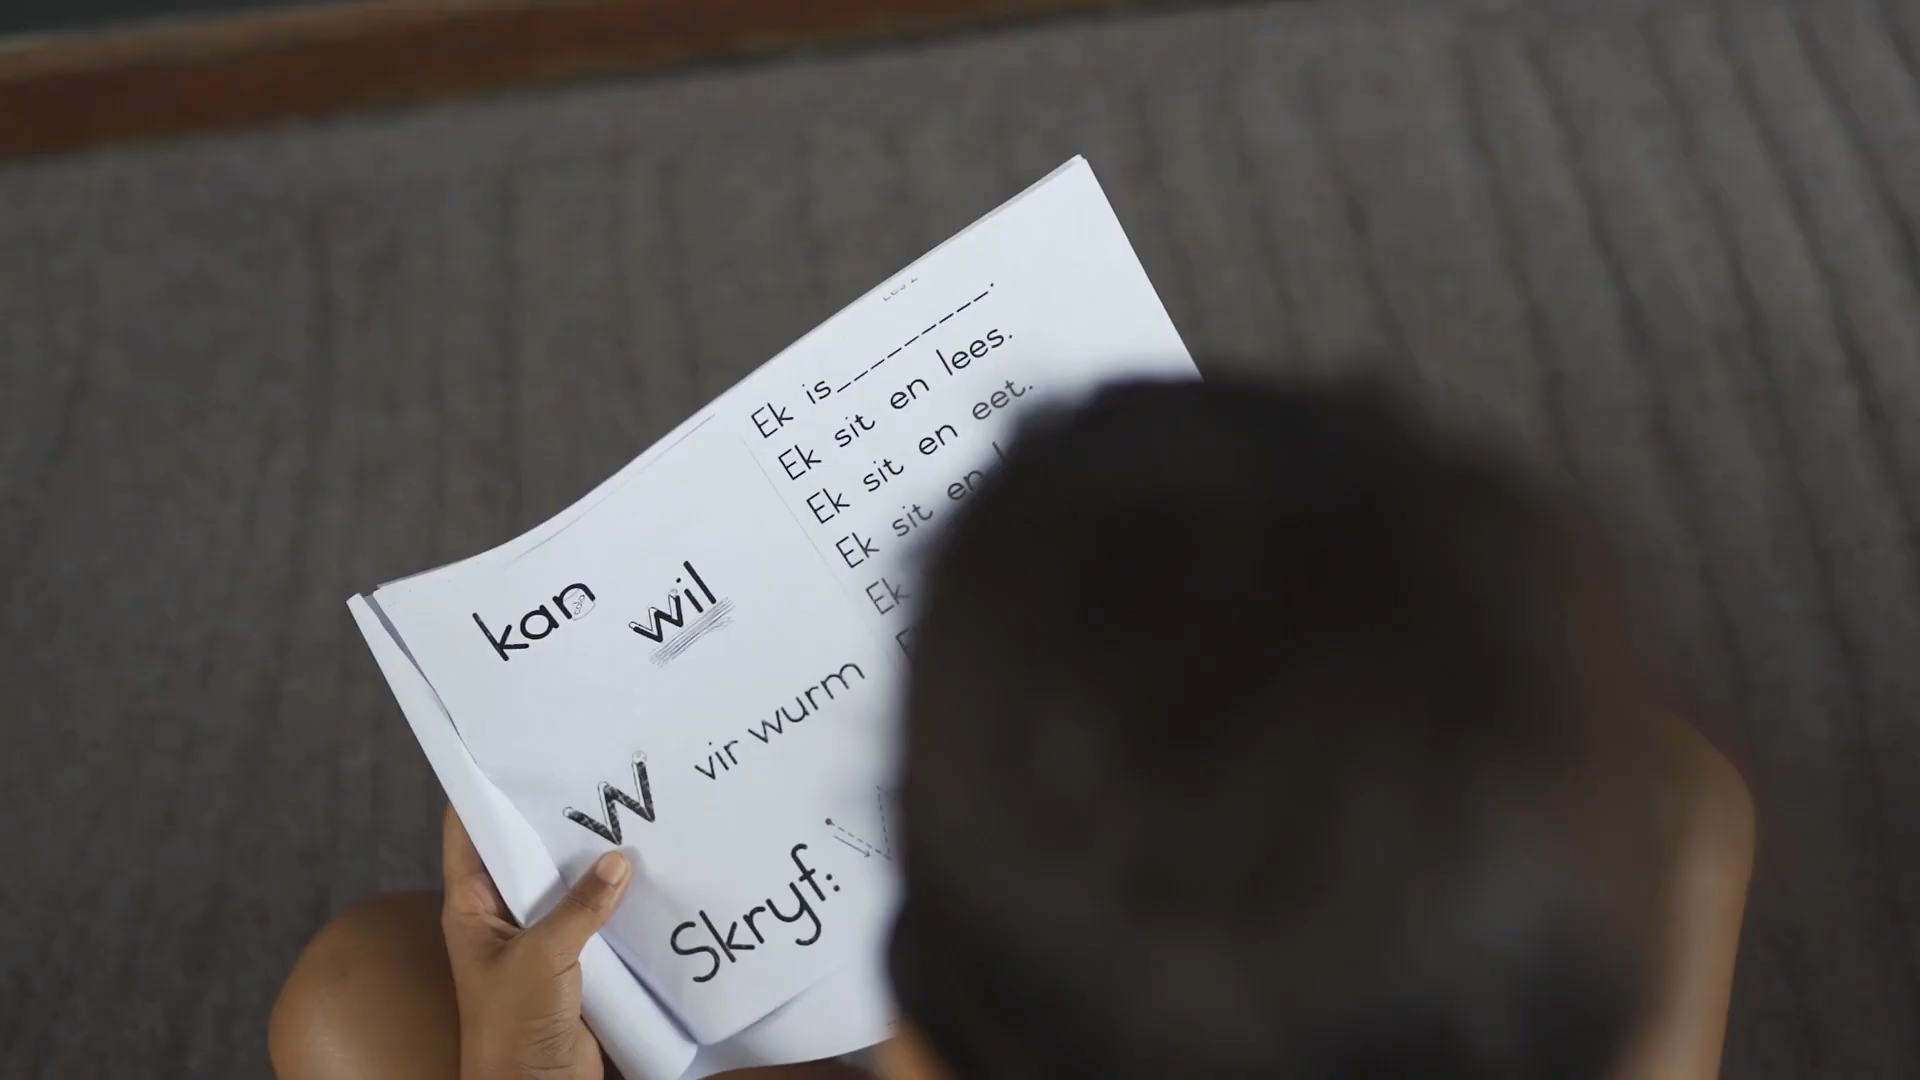 kan wil
w vir wurm
Skryf:
Ek is_________.
Ek sit en lees.
Ek sit en eet.
Ek sit en
Ek